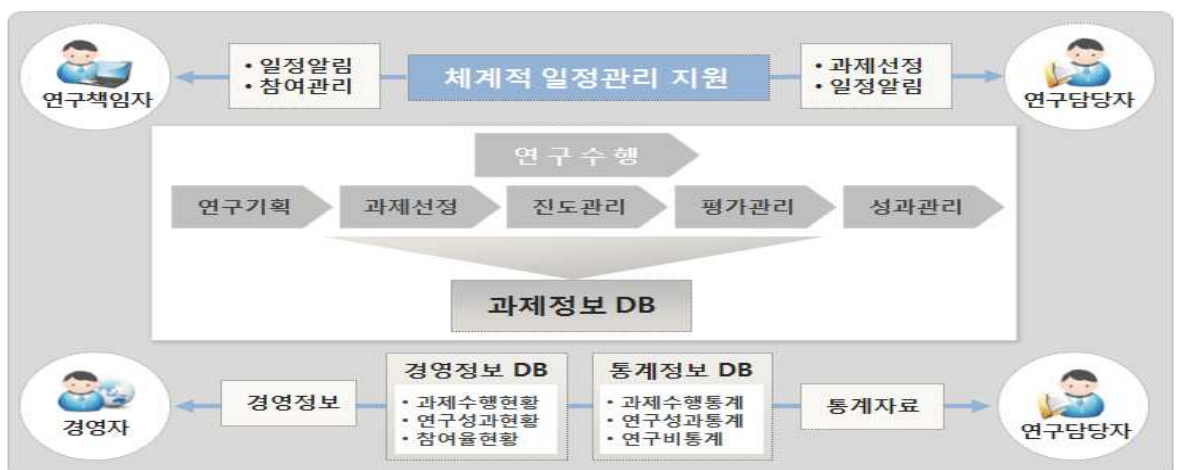 연구책임자
• 일정알림
• 참여관리
체계적 일정관리 지원
• 과제선정
• 일정알림
연구담당자
연구수행
연구기획
과제선정
진도관리
평가관리
성과관리
과제정보 DB
경영자
경영정보
경영정보 DB
• 과제수행현황
• 연구성과현황
• 참여율현황
통계정보 DB
• 과제수행통계
• 연구성과통계
• 연구비통계
통계자료
연구담당자